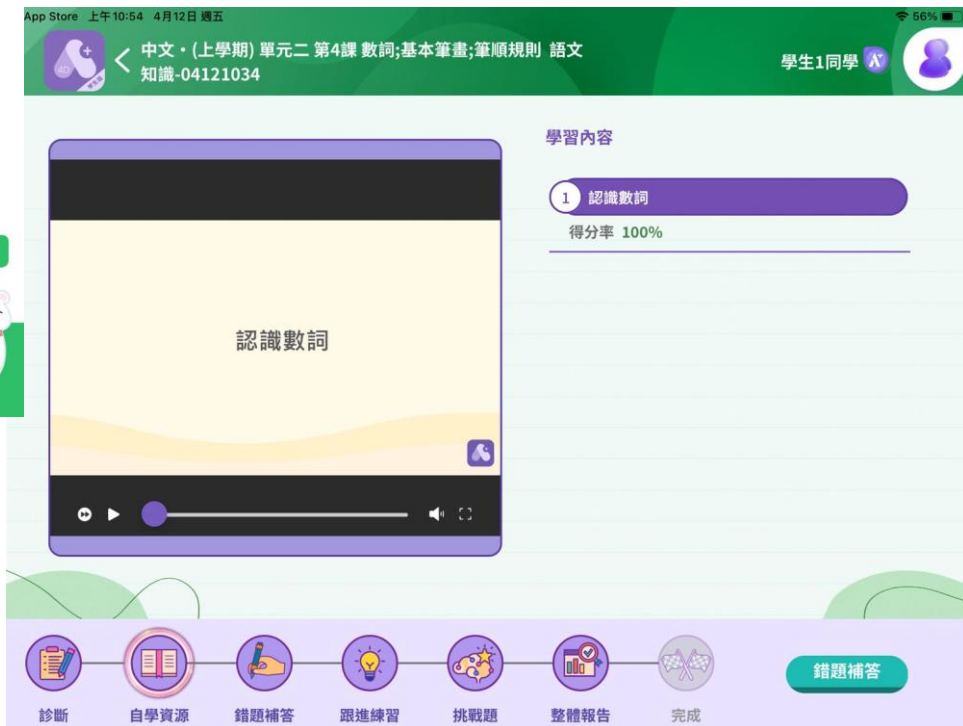 App Store 上午10:54 4月12日 週五
56%
中文・(上學期) 單元二 第4課 數詞;基本筆畫;筆順規則 語文
知識-04121034
學生1同學
學習內容
1 認識數詞
得分率 100%
認識數詞
診斷
自學資源
錯題補答
跟進練習
挑戰題
整體報告
完成
錯題補答